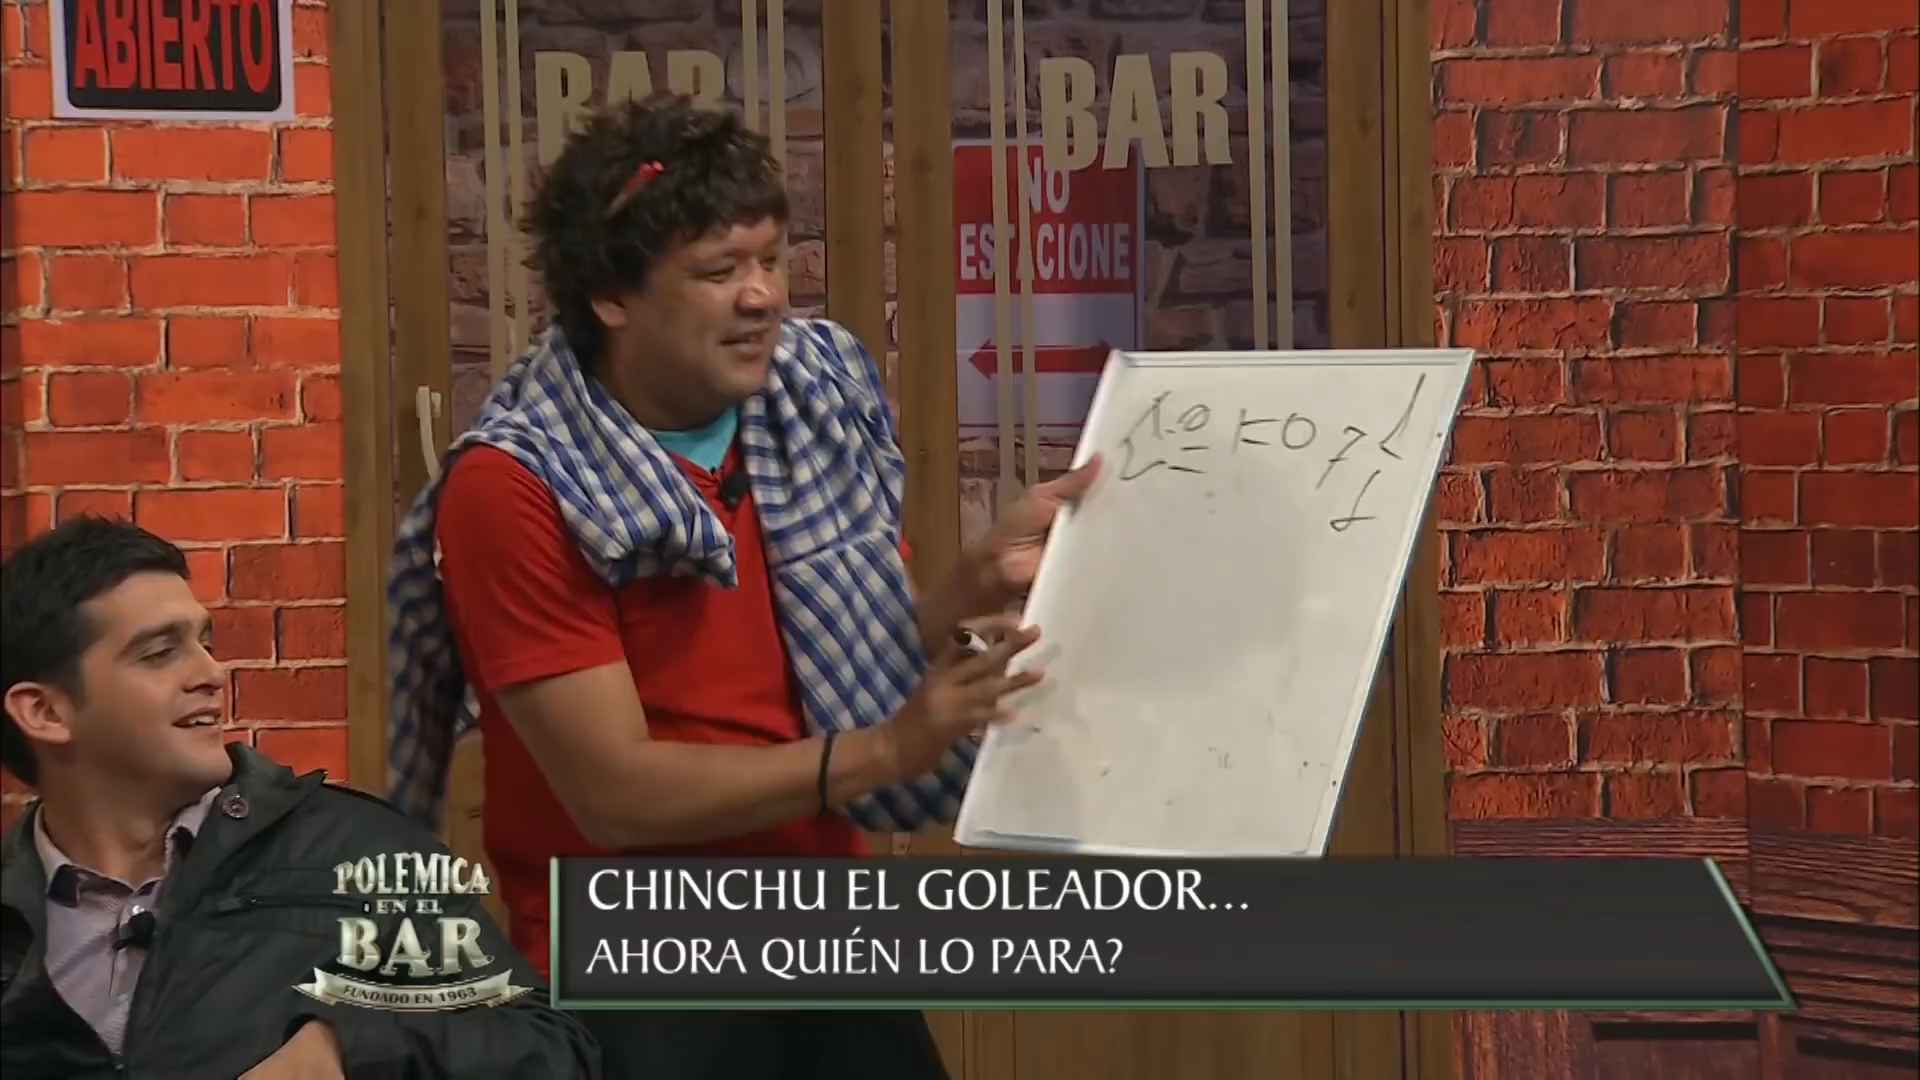 ABIERTO
BAR
BAR
NO
ESTACIONE
POLEMICA
EN EL
BAR
FUNDADO EN 1963
CHINCHU EL GOLEADOR...
AHORA QUIÉN LO PARA?